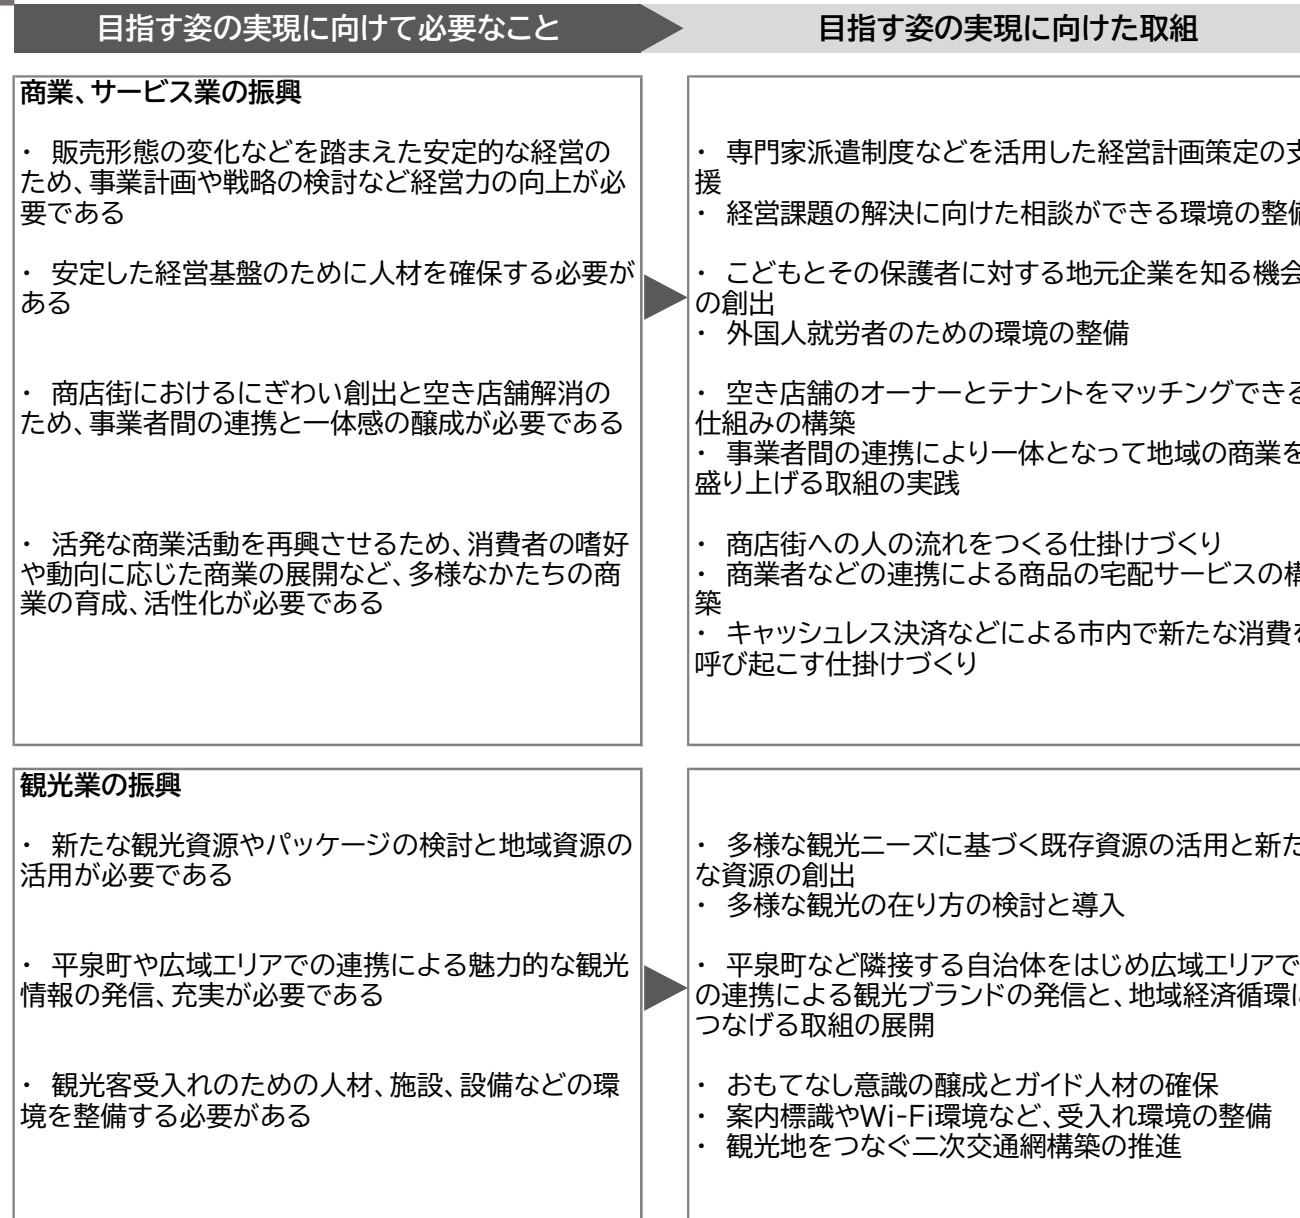 目指す姿の実現に向けて必要なこと
目指す姿の実現に向けた取組
商業、サービス業の振興
・ 販売形態の変化などを踏まえた安定的な経営の
ため、事業計画や戦略の検討など経営力の向上が必
要である
・ 安定した経営基盤のために人材を確保する必要が
ある
・ 商店街におけるにぎわい創出と空き店舗解消の
ため、事業者間の連携と一体感の醸成が必要である
・ 活発な商業活動を再興させるため、消費者の嗜好
や動向に応じた商業の展開など、多様なかたちの商
業の育成、活性化が必要である
・ 専門家派遣制度などを活用した経営計画策定の支
援
・ 経営課題の解決に向けた相談ができる環境の整備
・ こどもとその保護者に対する地元企業を知る機会
の創出
・ 外国人就労者のための環境の整備
・ 空き店舗のオーナーとテナントをマッチングできる
仕組みの構築
・ 事業者間の連携により一体となって地域の商業を
盛り上げる取組の実践
・ 商店街への人の流れをつくる仕掛けづくり
・ 商業者などの連携による商品の宅配サービスの構
築
・ キャッシュレス決済などによる市内で新たな消費を
呼び起こす仕掛けづくり
観光業の振興
・ 新たな観光資源やパッケージの検討と地域資源の
活用が必要である
・ 平泉町や広域エリアでの連携による魅力的な観光
情報の発信、充実が必要である
・ 観光客受入れのための人材、施設、設備などの環
境を整備する必要がある
・ 多様な観光ニーズに基づく既存資源の活用と新た
な資源の創出
・ 多様な観光の在り方の検討と導入
・ 平泉町など隣接する自治体をはじめ広域エリアで
の連携による観光ブランドの発信と、地域経済循環に
つなげる取組の展開
・ おもてなし意識の醸成とガイド人材の確保
・ 案内標識やWi-Fi環境など、受入れ環境の整備
・ 観光地をつなぐ二次交通網構築の推進